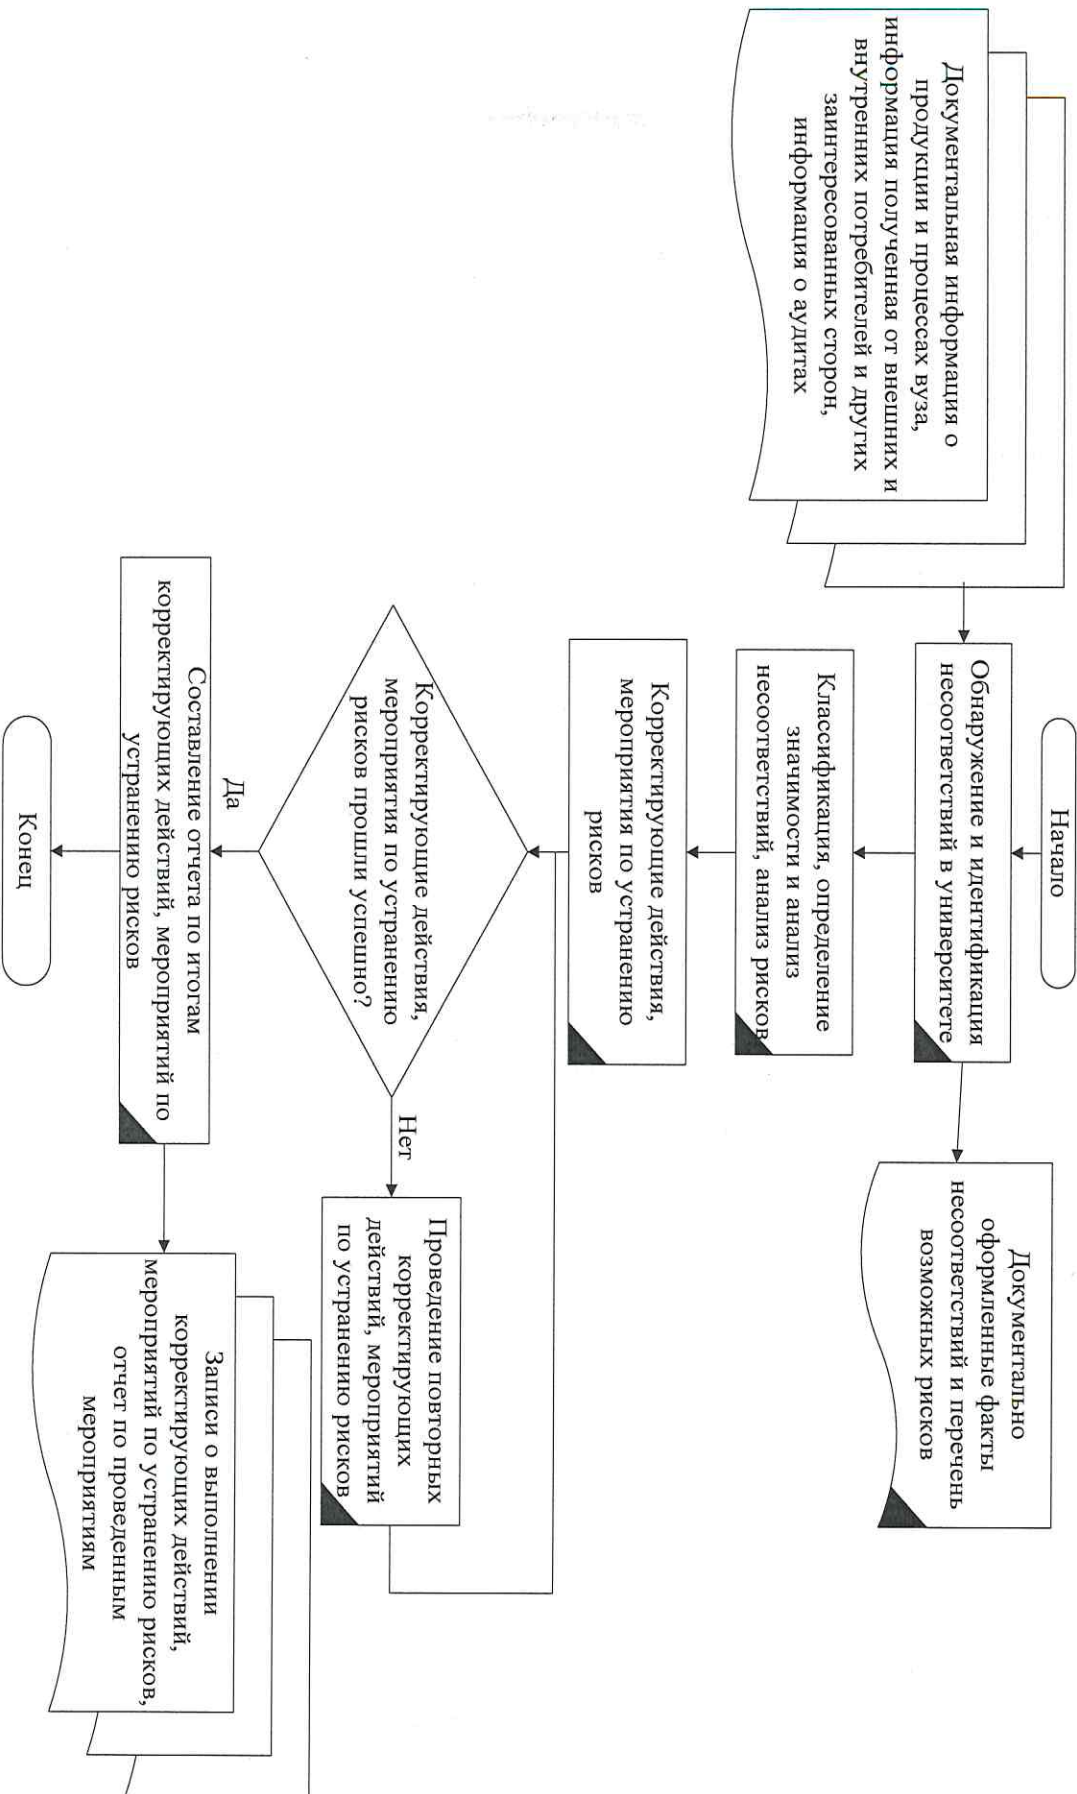 Начало
Документальная информация о
продукции и процессах вуза,
информация полученная от внешних и
внутренних потребителей и других
заинтересованных сторон,
информация о аудитах
Обнаружение и идентификация
несоответствий в университете
Документально
оформленные факты
несоответствий и перечень
возможных рисков
Классификация, определение
значимости и анализ
несоответствий, анализ рисков
Корректирующие действия,
мероприятия по устранению
рисков
Корректирующие действия,
мероприятия по устранению
рисков прошли успешно?
Нет
Проведение повторных
корректирующих
действий, мероприятий
по устранению рисков
Да
Составление отчета по итогам
корректирующих действий, мероприятий по
устранению рисков
Записи о выполнении
корректирующих действий,
мероприятий по устранению рисков,
отчет по проведенным
мероприятиям
Конец